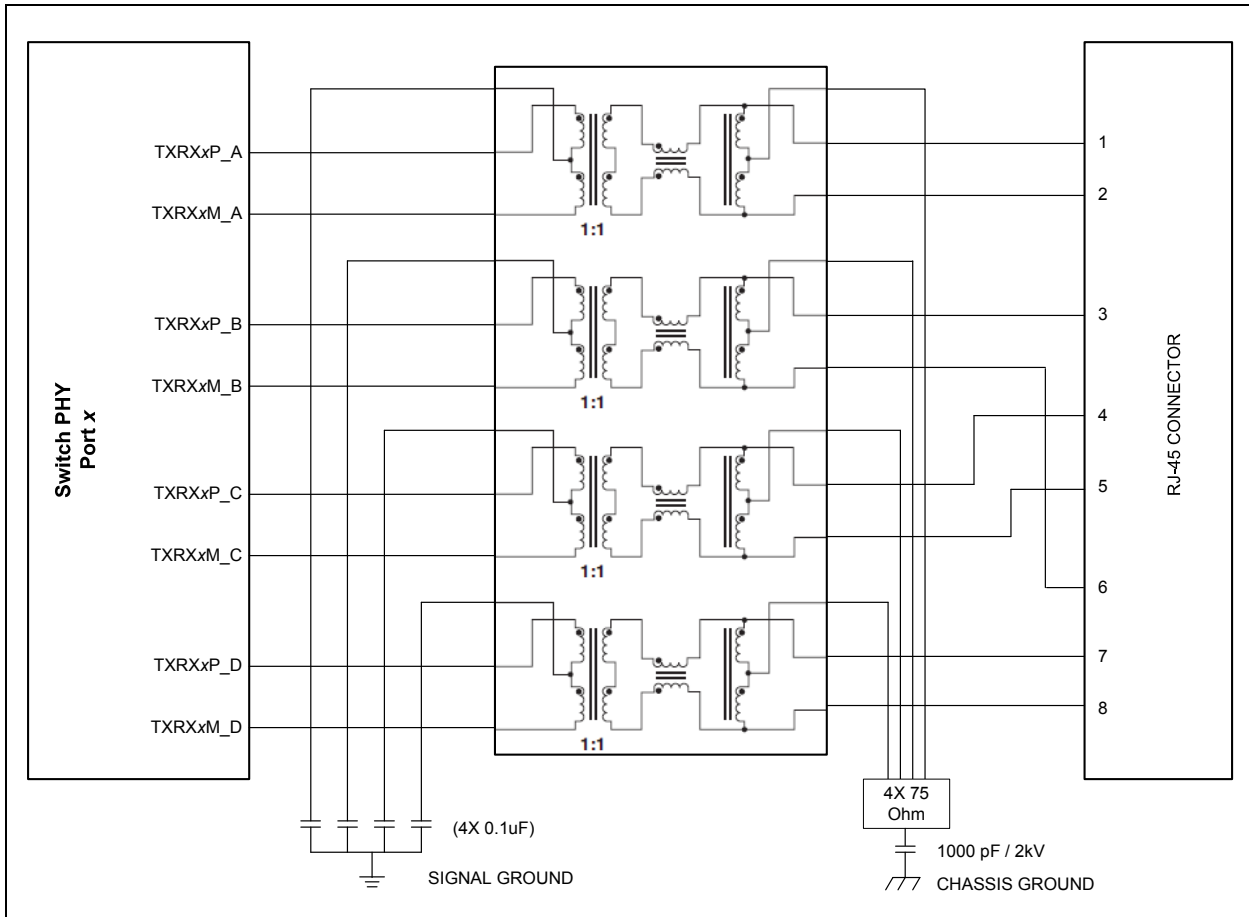 Switch PHY
Port x
TXRXxP_A
TXRXxM_A
TXRXxP_B
TXRXxM_B
TXRXxP_C
TXRXxM_C
TXRXxP_D
TXRXxM_D
1:1
1:1
1:1
1:1
1
2
3
4
5
6
7
8
RJ-45 CONNECTOR
(4X 0.1uF)
SIGNAL GROUND
4X 75
Ohm
1000 pF / 2kV
CHASSIS GROUND